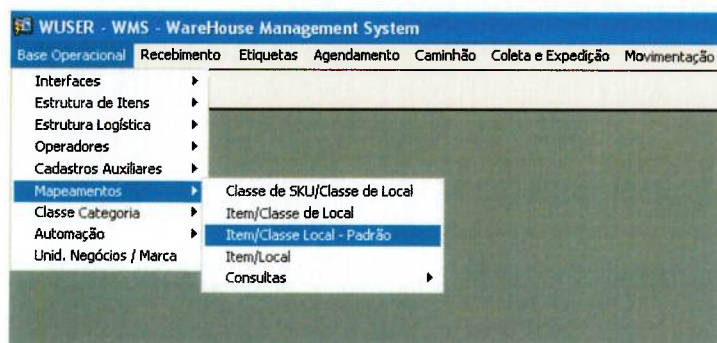 WUSER - WMS - WareHouse Management System
Base Operacional Recebimento Etiquetas Agendamento Caminhão Coleta e Expedição Movimentação
Interfaces
Estrutura de Itens
Estrutura Logística
Operadores
Cadastros Auxiliares
Mapeamentos
Classe Categoria
Automação
Unid. Negócios / Marca
Classe de SKU/Classe de Local
Item/Classe de Local
Item/Classe Local - Padrão
Item/Local
Consultas